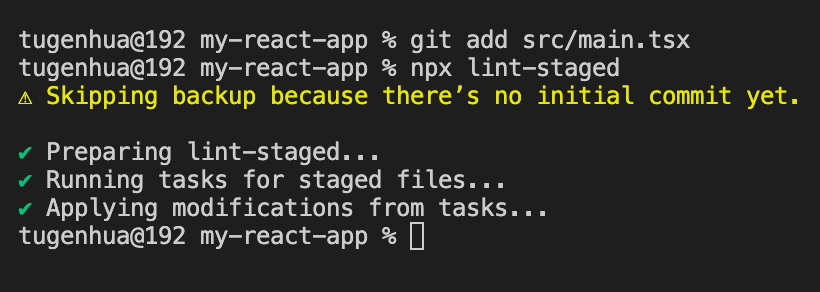 tugenhua@192 my-react-app % git add src/main.tsx
tugenhua@192 my-react-app % npx lint-staged
⚠ Skipping backup because there’s no initial commit yet.
✔ Preparing lint-staged...
✔ Running tasks for staged files...
✔ Applying modifications from tasks...
tugenhua@192 my-react-app %